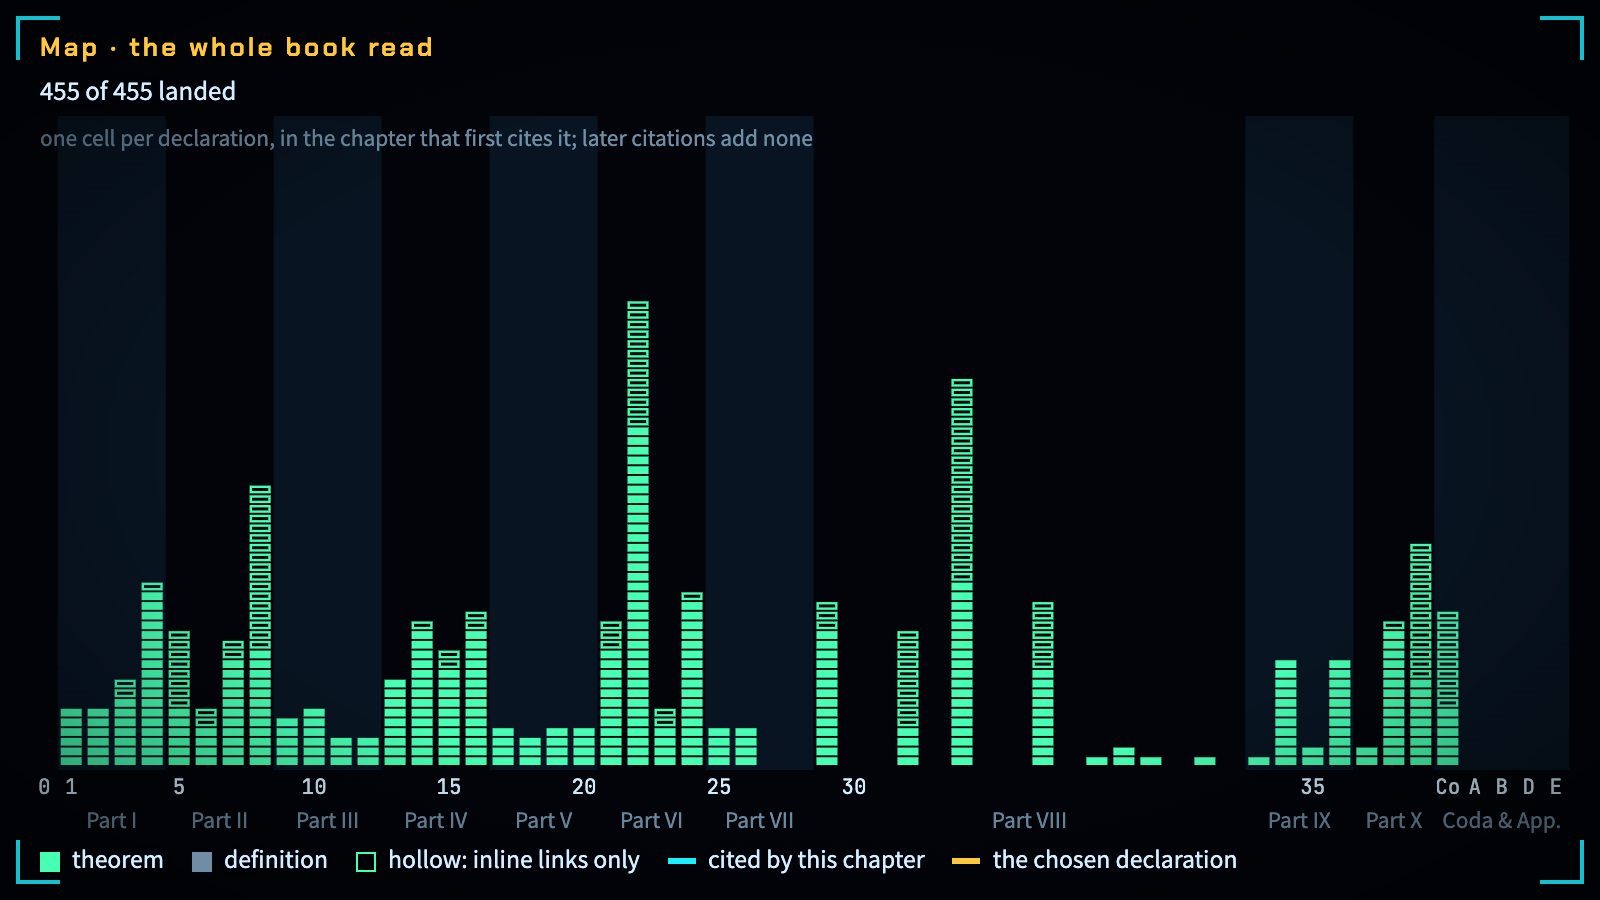 Map · the whole book read
455 of 455 landed
one cell per declaration, in the chapter that first cites it; later citations add none
0 1 5 10 15 20 25 30 35 Co A B D E
Part I Part II Part III Part IV Part V Part VI Part VII Part VIII Part IX Part X Coda & App.
theorem definition hollow: inline links only cited by this chapter the chosen declaration